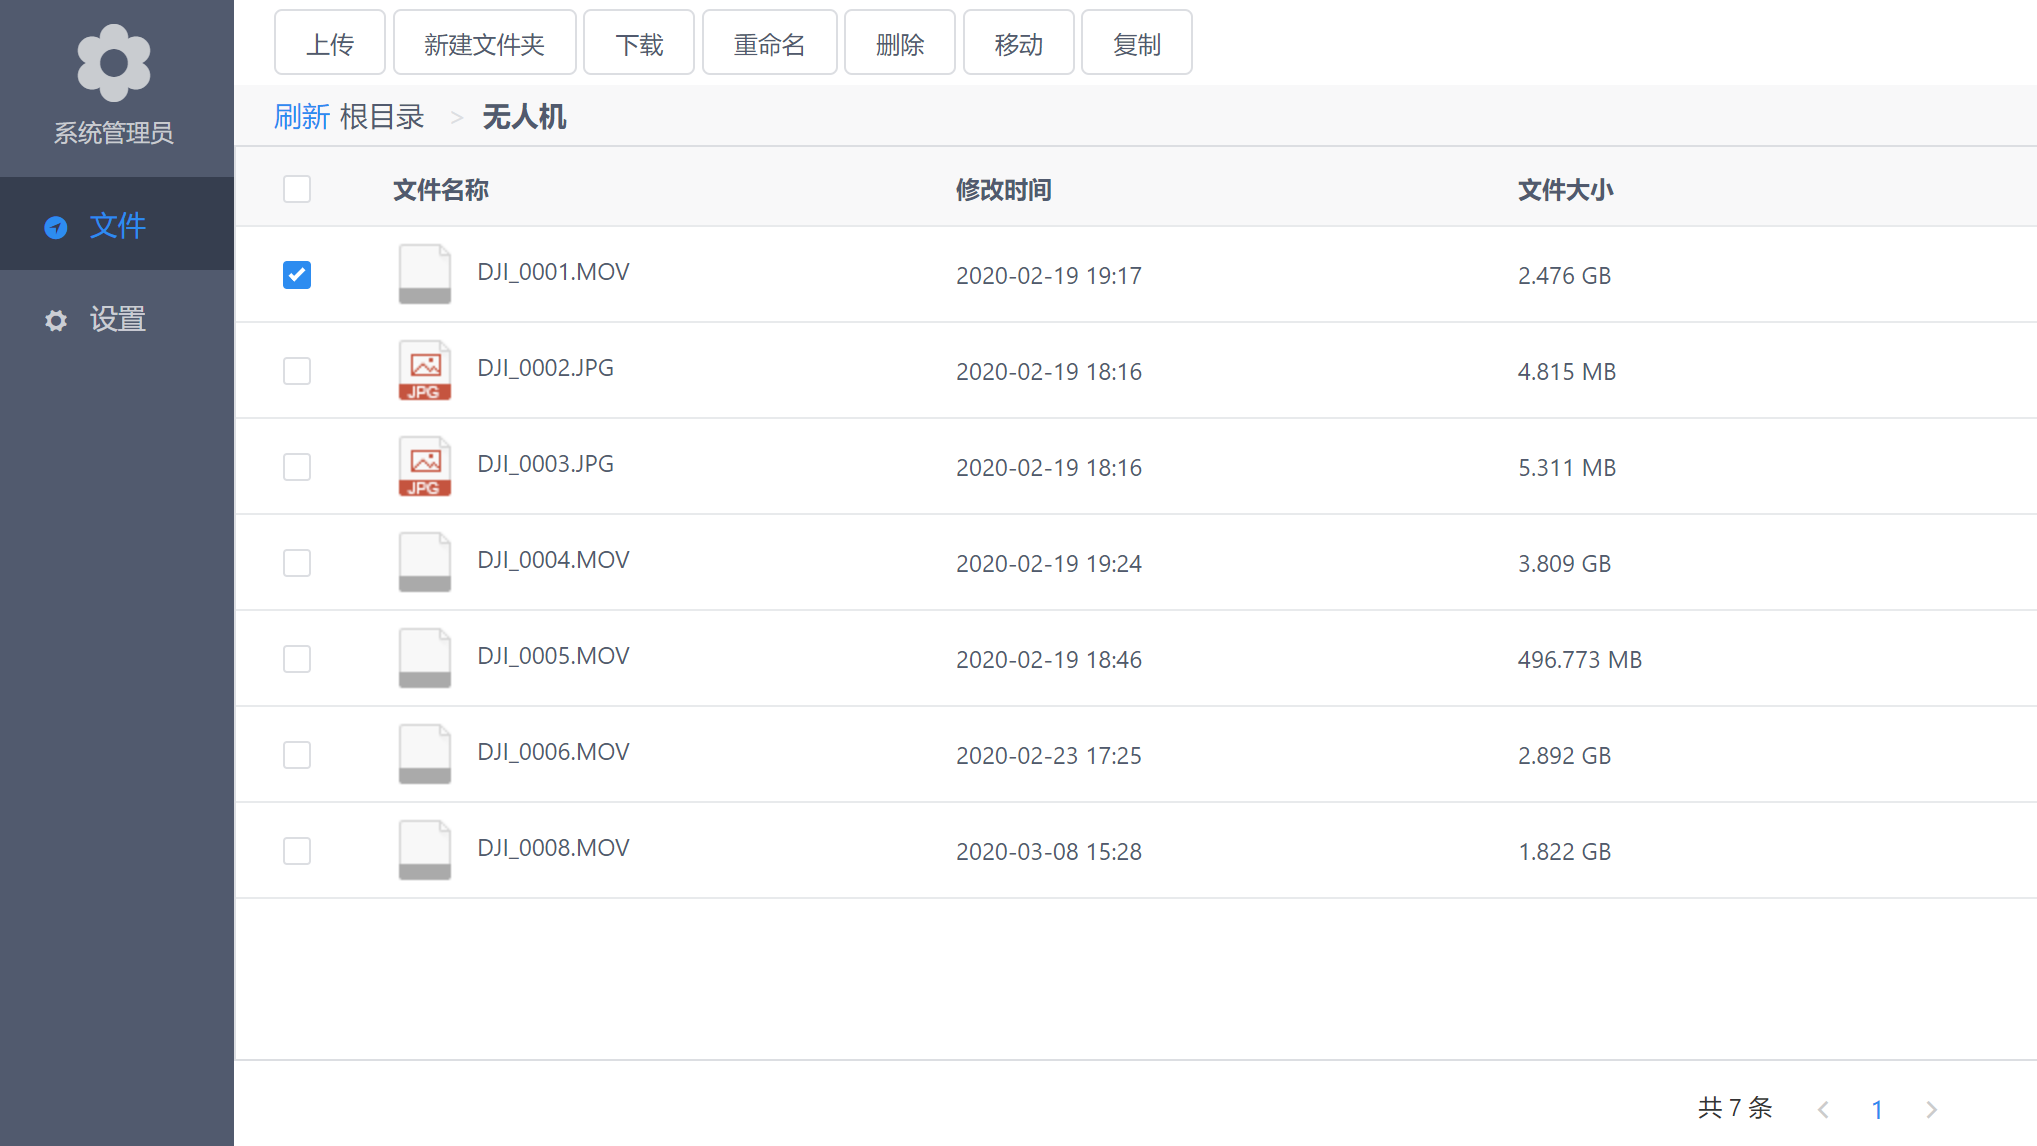 上传 新建文件夹 下载 重命名 删除 移动 复制
系统管理员
文件
设置
刷新 根目录 > 无人机
文件名称 修改时间 文件大小
DJI_0001.MOV 2020-02-19 19:17 2.476 GB
JPG DJI_0002.JPG 2020-02-19 18:16 4.815 MB
JPG DJI_0003.JPG 2020-02-19 18:16 5.311 MB
DJI_0004.MOV 2020-02-19 19:24 3.809 GB
DJI_0005.MOV 2020-02-19 18:46 496.773 MB
DJI_0006.MOV 2020-02-23 17:25 2.892 GB
DJI_0008.MOV 2020-03-08 15:28 1.822 GB
共 7 条 < 1 >